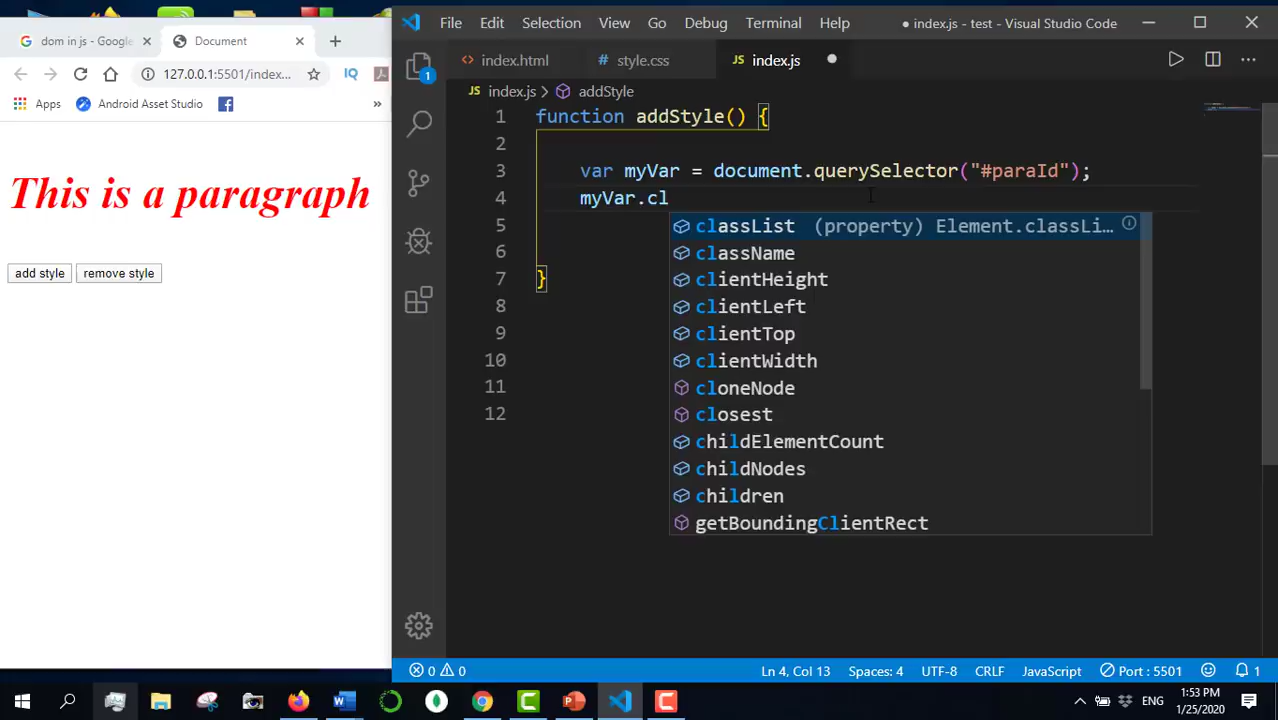 File Edit Selection View Go Debug Terminal Help
● index.js - test - Visual Studio Code
dom in js - Google
Document
127.0.0.1:5501/index...
Apps
Android Asset Studio
»
This is a paragraph
add style remove style
1
index.html
style.css
index.js
index.js > addStyle
1 function addStyle() {
2
3 var myVar = document.querySelector("#paraId");
4 myVar.cl
5
6
7 }
8
9
10
11
12
classList (property) Element.classLi...
className
clientHeight
clientLeft
clientTop
clientWidth
cloneNode
closest
childElementCount
childNodes
children
getBoundingClientRect
0 0
Ln 4, Col 13 Spaces: 4 UTF-8 CRLF JavaScript Port : 5501 1
ENG
1:53 PM
1/25/2020